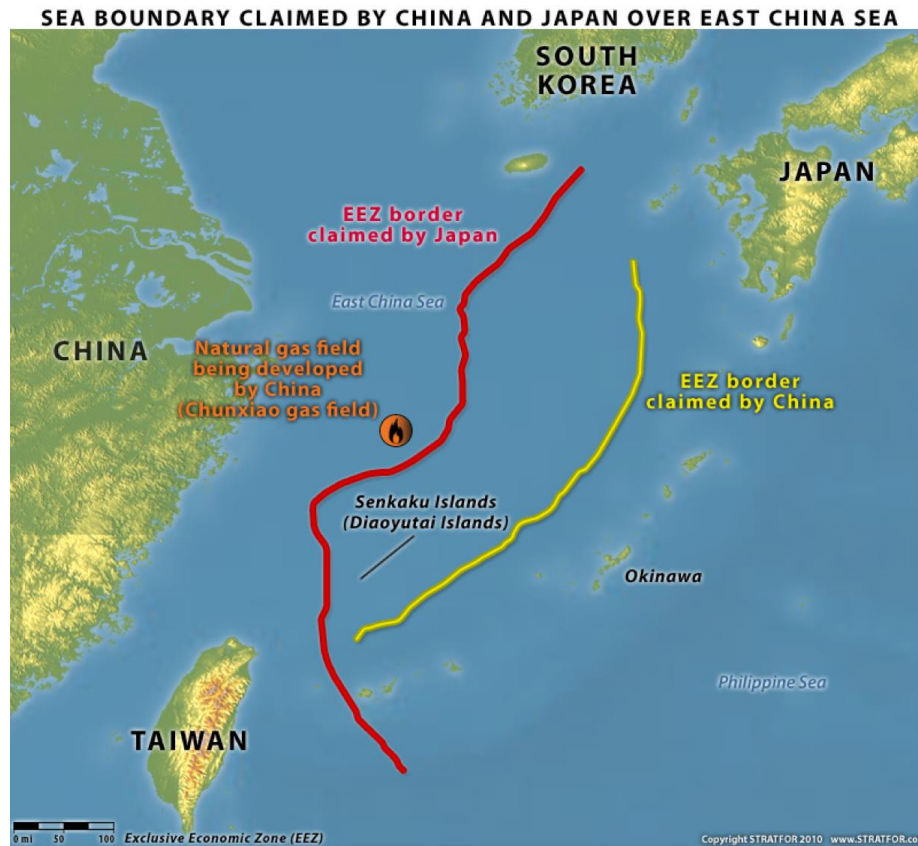 SEA BOUNDARY CLAIMED BY CHINA AND JAPAN OVER EAST CHINA SEA
SOUTH
KOREA
JAPAN
EEZ border
claimed by Japan
East China Sea
CHINA
Natural gas field
being developed
by China
(Chunxiao gas field)
EEZ border
claimed by China
Senkaku Islands
(Diaoyutai Islands)
Okinawa
Philippine Sea
TAIWAN
0 mi 50 100
Exclusive Economic Zone (EEZ)
Copyright STRATFOR 2010 www.STRATFOR.co